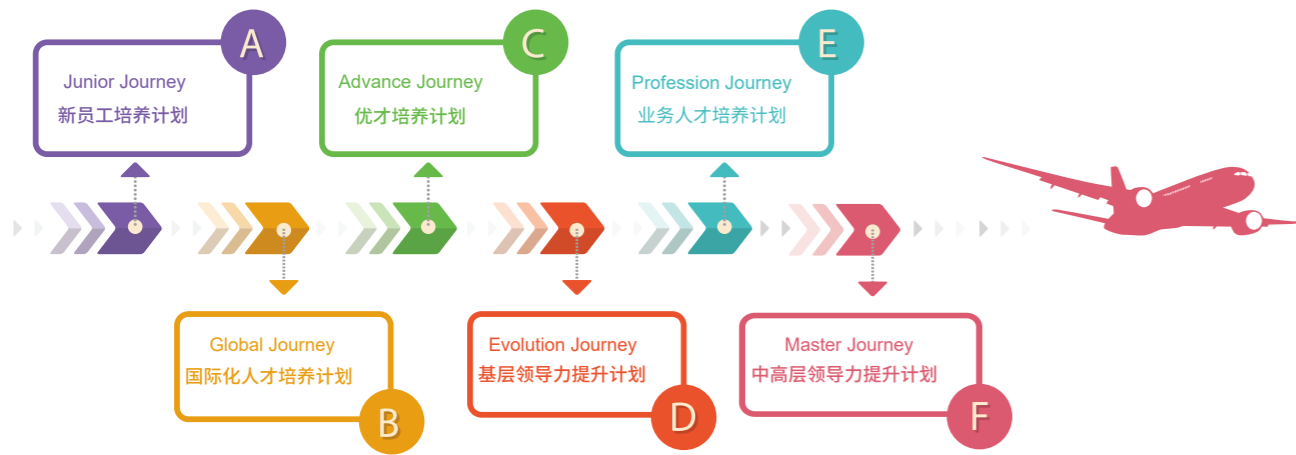 A
Junior Journey
新员工培养计划
C
Advance Journey
优才培养计划
E
Profession Journey
业务人才培养计划
Global Journey
国际化人才培养计划
B
Evolution Journey
基层领导力提升计划
D
Master Journey
中高层领导力提升计划
F